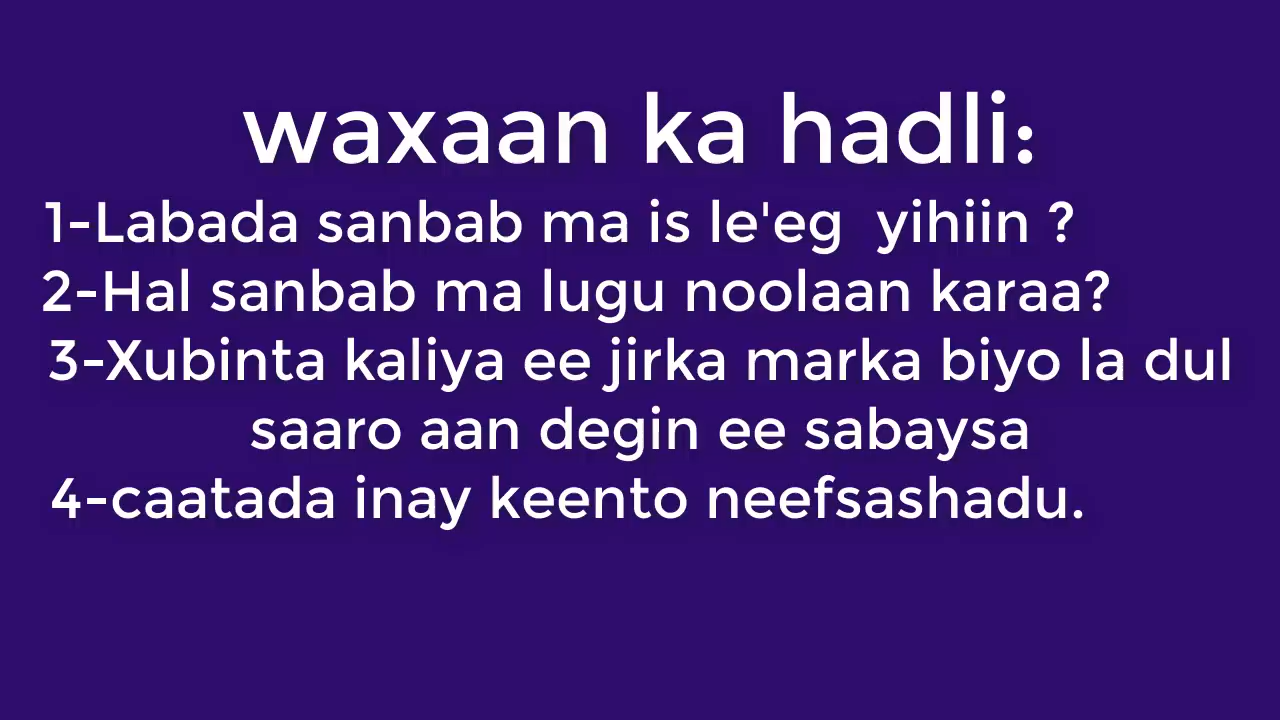 waxaan ka hadli:
1-Labada sanbab ma is le'eg yihiin ?
2-Hal sanbab ma lugu noolaan karaa?
3-Xubinta kaliya ee jirka marka biyo la dul
saaro aan degin ee sabaysa
4-caatada inay keento neefsashadu.